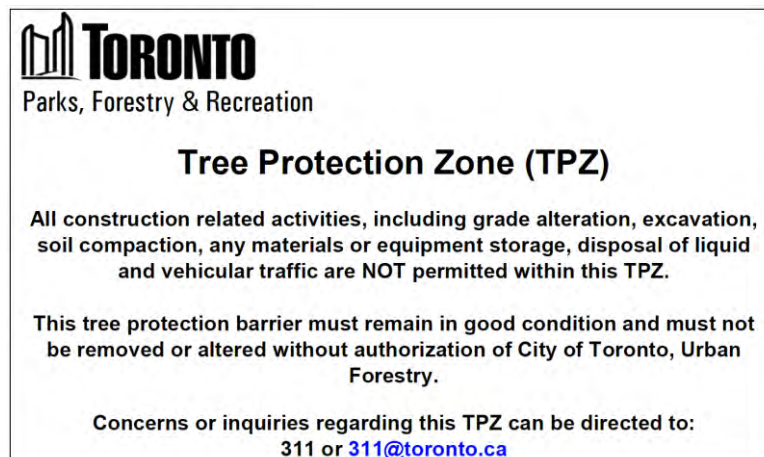 TORONTO
Parks, Forestry & Recreation
Tree Protection Zone (TPZ)
All construction related activities, including grade alteration, excavation,
soil compaction, any materials or equipment storage, disposal of liquid
and vehicular traffic are NOT permitted within this TPZ.
This tree protection barrier must remain in good condition and must not
be removed or altered without authorization of City of Toronto, Urban
Forestry.
Concerns or inquiries regarding this TPZ can be directed to:
311 or 311@toronto.ca